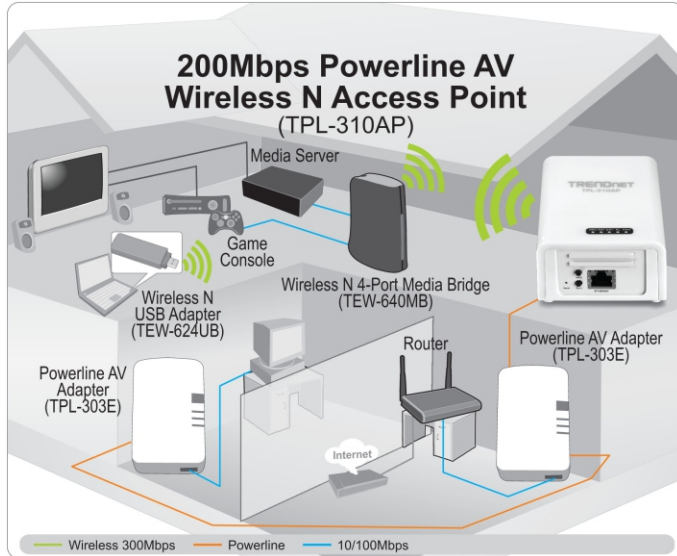 200Mbps Powerline AV
Wireless N Access Point
(TPL-310AP)
Media Server
TRENDNET
TPL-310AP
Game
Console
Wireless N
USB Adapter
(TEW-624UB)
Wireless N 4-Port Media Bridge
(TEW-640MB)
Powerline AV
Adapter
(TPL-303E)
Router
Powerline AV Adapter
(TPL-303E)
Internet
Wireless 300Mbps
Powerline
10/100Mbps